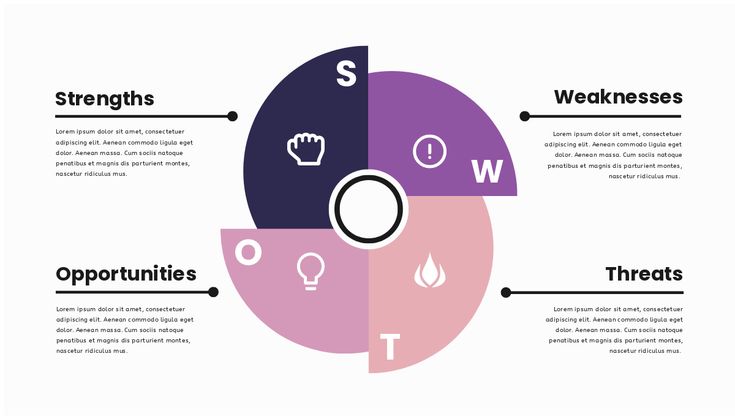 Strengths
Lorem ipsum dolor sit amet, consectetuer
adipiscing elit. Aenean commodo ligula eget
dolor. Aenean massa. Cum sociis natoque
penatibus et magnis dis parturient montes,
nascetur ridiculus mus.
S
W
Weaknesses
Lorem ipsum dolor sit amet, consectetuer
adipiscing elit. Aenean commodo ligula eget
dolor. Aenean massa. Cum sociis natoque
penatibus et magnis dis parturient montes,
nascetur ridiculus mus.
Opportunities
Lorem ipsum dolor sit amet, consectetuer
adipiscing elit. Aenean commodo ligula eget
dolor. Aenean massa. Cum sociis natoque
penatibus et magnis dis parturient montes,
nascetur ridiculus mus.
O
T
Threats
Lorem ipsum dolor sit amet, consectetuer
adipiscing elit. Aenean commodo ligula eget
dolor. Aenean massa. Cum sociis natoque
penatibus et magnis dis parturient montes,
nascetur ridiculus mus.